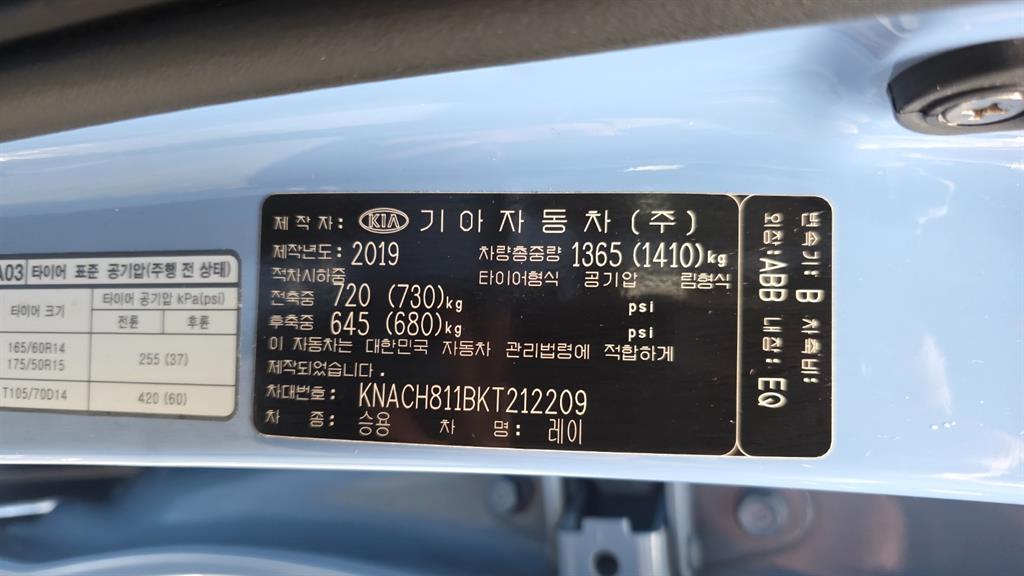 제 작 자: KIA 기아자동차(주)
제작년도: 2019 차량총중량 1365 (1410)kg
적차시하중 타이어형식 공기압 림형식
전축중 720 (730)kg psi
후축중 645 (680)kg psi
이 자동차는 대한민국 자동차 관리법령에 적합하게
제작되었습니다.
차대번호: KNACH811BKT212209
차 종: 승용 차 명: 레이
변속기: B 차축비:
외장: ABB 내장: EQ
A03 타이어 표준 공기압(주행 전 상태)
타이어 크기 타이어 공기압 kPa(psi)
전륜 후륜
165/60R14
175/50R15 255 (37)
T105/70D14 420 (60)